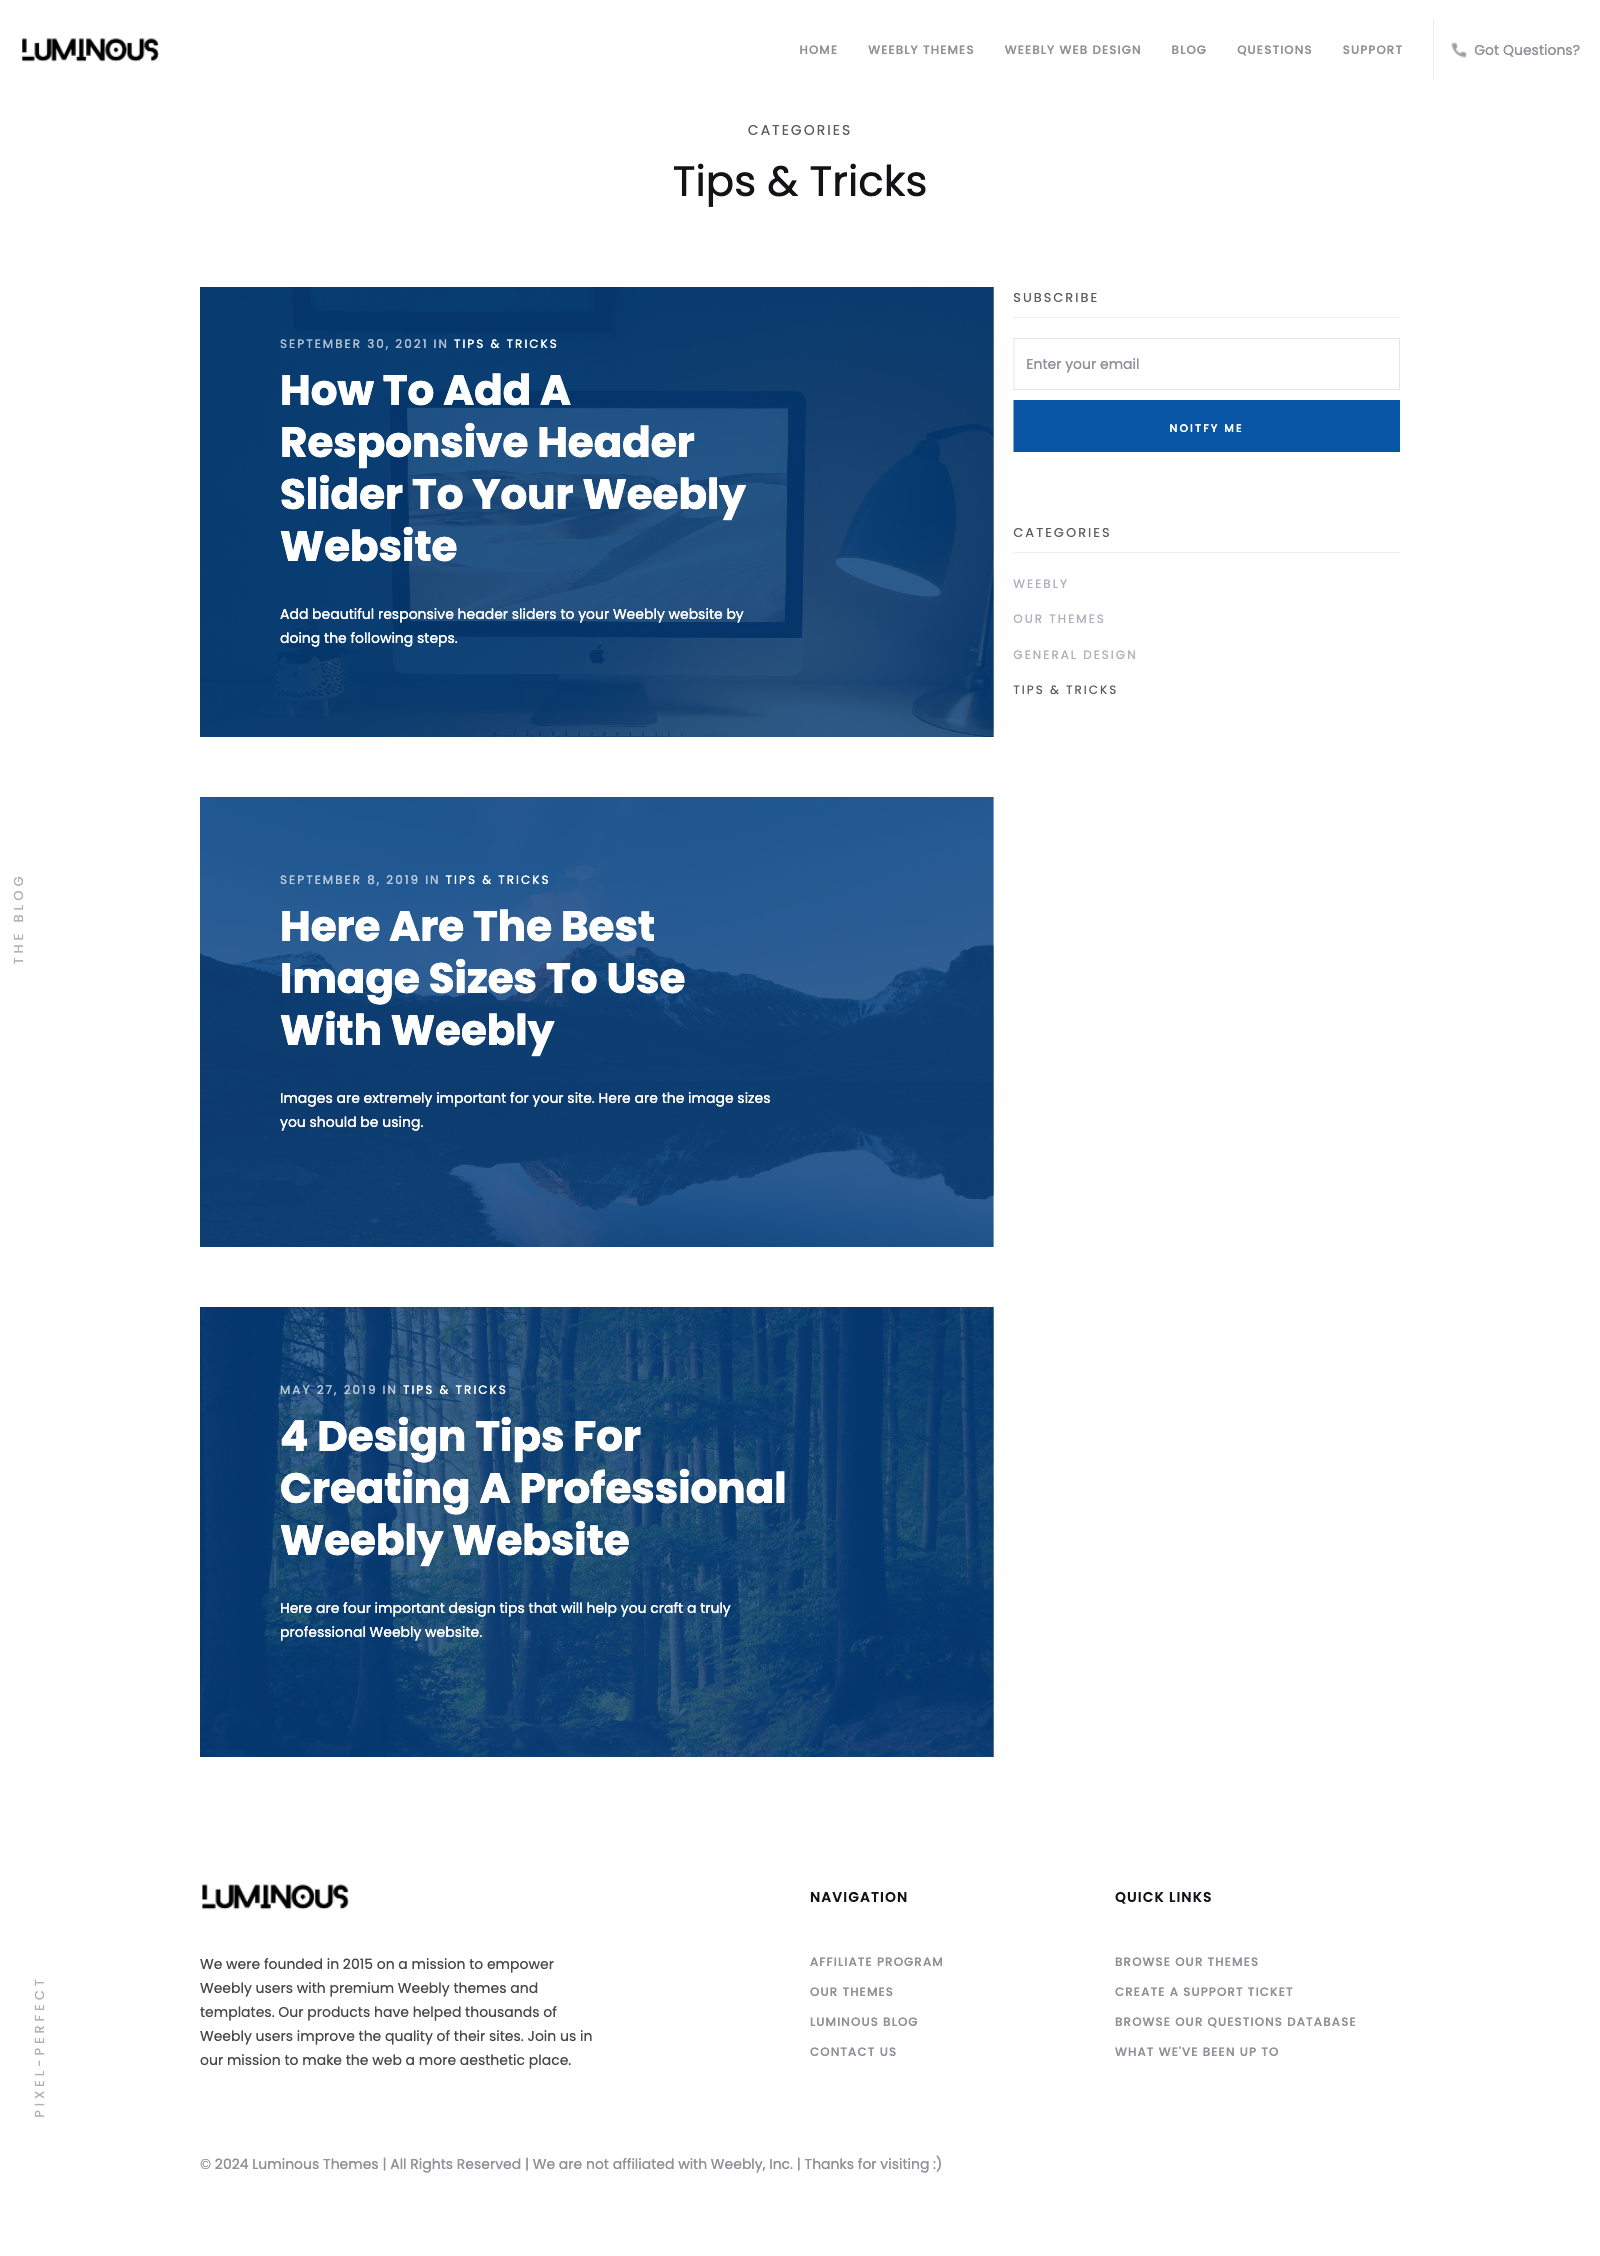 LUMINOUS
HOME WEEBLY THEMES WEEBLY WEB DESIGN BLOG QUESTIONS SUPPORT Got Questions?
CATEGORIES
Tips & Tricks
SEPTEMBER 30, 2021 IN TIPS & TRICKS
How To Add A
Responsive Header
Slider To Your Weebly
Website
Add beautiful responsive header sliders to your Weebly website by
doing the following steps.
SUBSCRIBE
Enter your email
NOITFY ME
CATEGORIES
WEEBLY
OUR THEMES
GENERAL DESIGN
TIPS & TRICKS
THE BLOG
SEPTEMBER 8, 2019 IN TIPS & TRICKS
Here Are The Best
Image Sizes To Use
With Weebly
Images are extremely important for your site. Here are the image sizes
you should be using.
MAY 27, 2019 IN TIPS & TRICKS
4 Design Tips For
Creating A Professional
Weebly Website
Here are four important design tips that will help you craft a truly
professional Weebly website.
LUMINOUS
We were founded in 2015 on a mission to empower
Weebly users with premium Weebly themes and
templates. Our products have helped thousands of
Weebly users improve the quality of their sites. Join us in
our mission to make the web a more aesthetic place.
NAVIGATION
AFFILIATE PROGRAM
OUR THEMES
LUMINOUS BLOG
CONTACT US
QUICK LINKS
BROWSE OUR THEMES
CREATE A SUPPORT TICKET
BROWSE OUR QUESTIONS DATABASE
WHAT WE'VE BEEN UP TO
PIXEL-PERFECT
© 2024 Luminous Themes | All Rights Reserved | We are not affiliated with Weebly, Inc. | Thanks for visiting :)